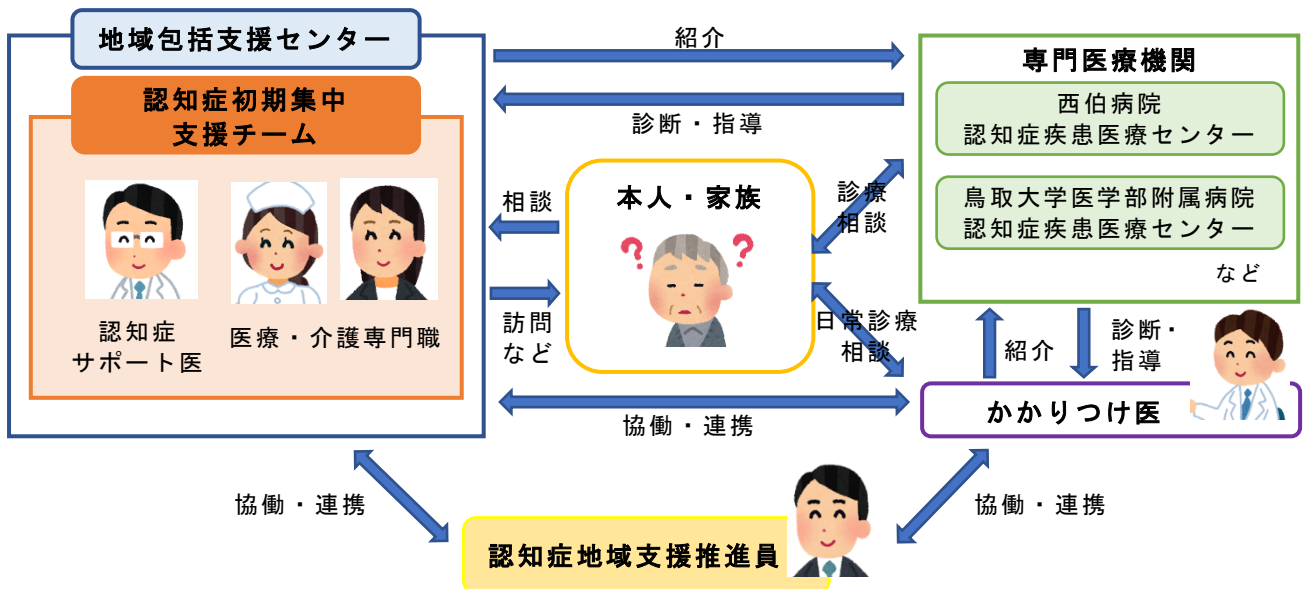 地域包括支援センター
認知症初期集中
支援チーム
認知症
サポート医
医療・介護専門職
紹介
診断・指導
相談
訪問
など
本人・家族
診療
相談
日常診療
相談
協働・連携
専門医療機関
西伯病院
認知症疾患医療センター
鳥取大学医学部附属病院
認知症疾患医療センター
など
紹介
診断・
指導
かかりつけ医
協働・連携
協働・連携
認知症地域支援推進員